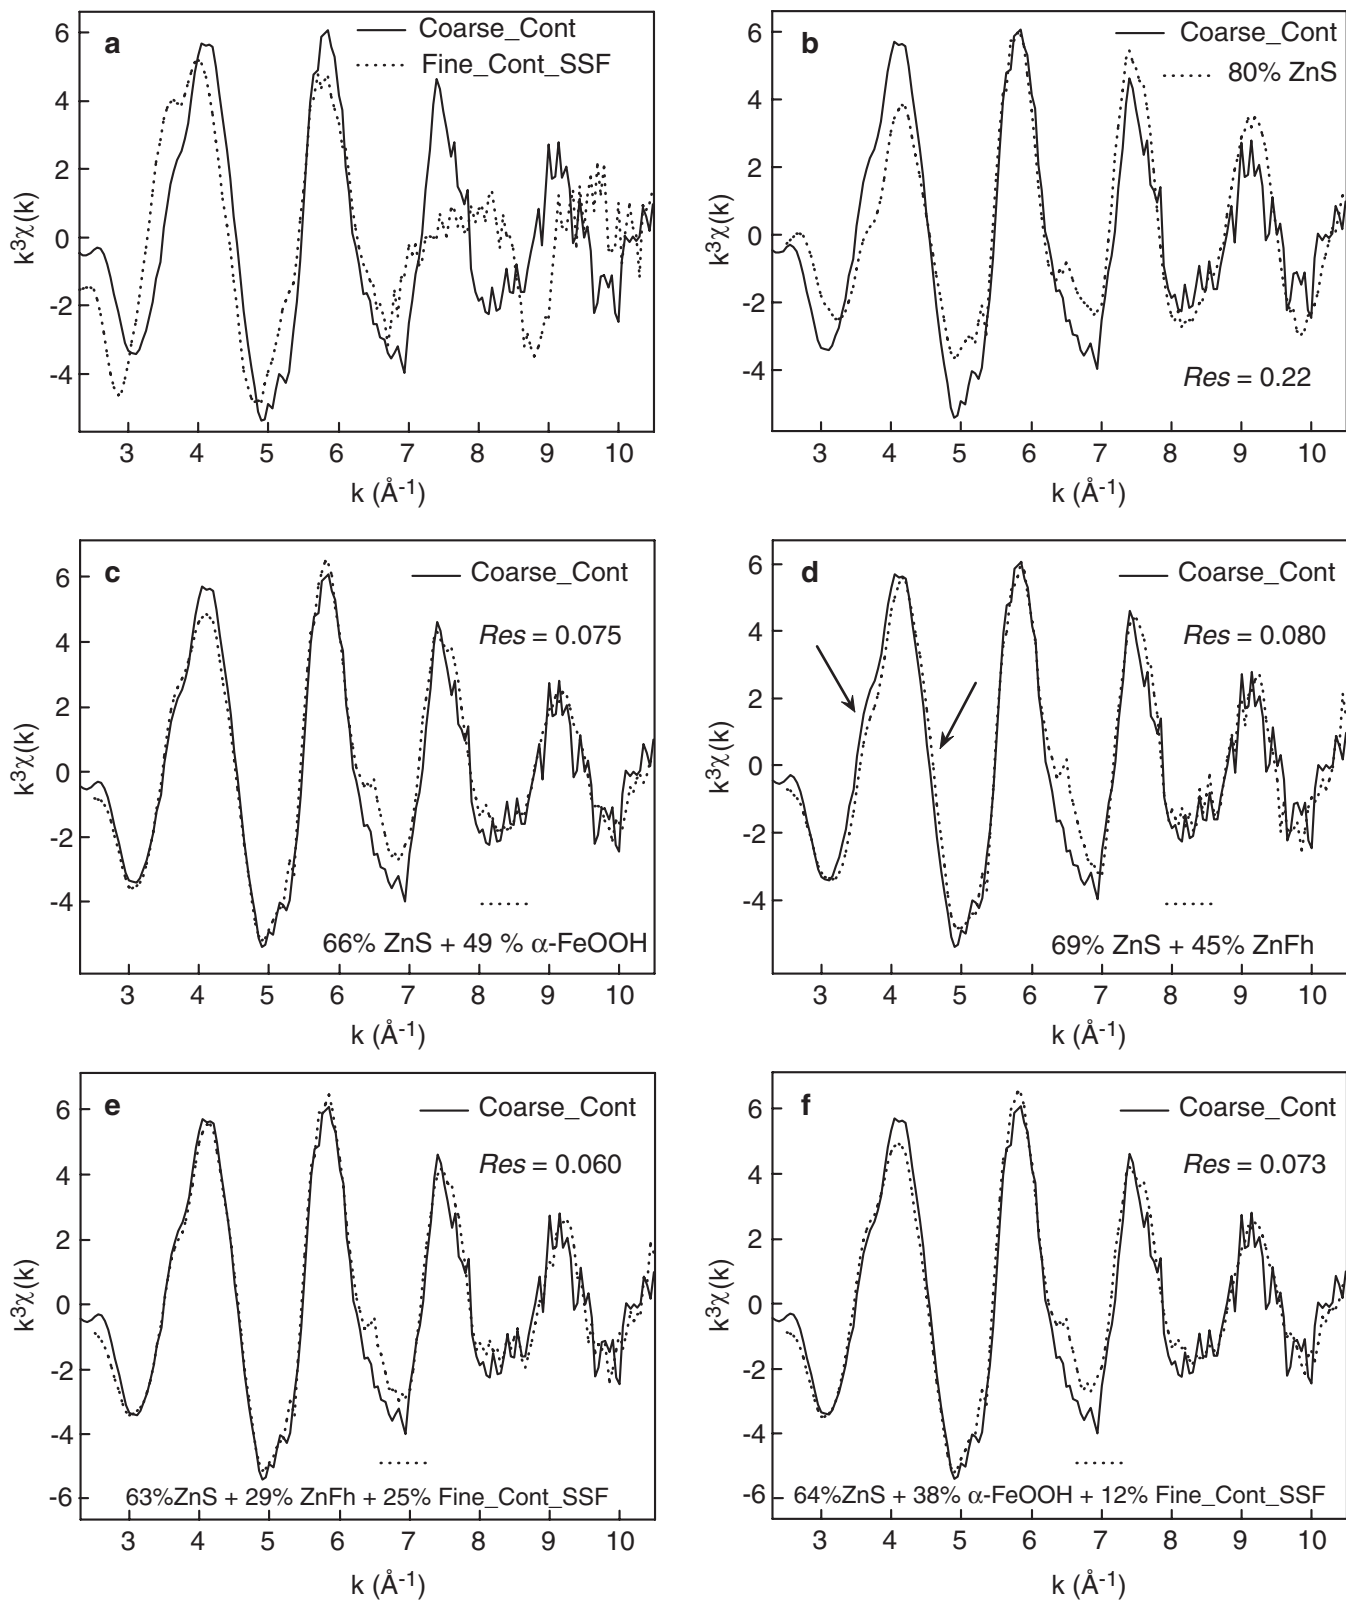 a
Coarse_Cont
Fine_Cont_SSF
6
4
2
0
-2
-4
k³χ(k)
3 4 5 6 7 8 9 10
k (Å⁻¹)
b
Coarse_Cont
80% ZnS
6
4
2
0
-2
-4
k³χ(k)
Res = 0.22
3 4 5 6 7 8 9 10
k (Å⁻¹)
c
Coarse_Cont
Res = 0.075
6
4
2
0
-2
-4
k³χ(k)
66% ZnS + 49 % α-FeOOH
3 4 5 6 7 8 9 10
k (Å⁻¹)
d
Coarse_Cont
Res = 0.080
6
4
2
0
-2
-4
k³χ(k)
69% ZnS + 45% ZnFh
3 4 5 6 7 8 9 10
k (Å⁻¹)
e
Coarse_Cont
Res = 0.060
6
4
2
0
-2
-4
-6
k³χ(k)
63%ZnS + 29% ZnFh + 25% Fine_Cont_SSF
3 4 5 6 7 8 9 10
k (Å⁻¹)
f
Coarse_Cont
Res = 0.073
6
4
2
0
-2
-4
-6
k³χ(k)
64%ZnS + 38% α-FeOOH + 12% Fine_Cont_SSF
3 4 5 6 7 8 9 10
k (Å⁻¹)